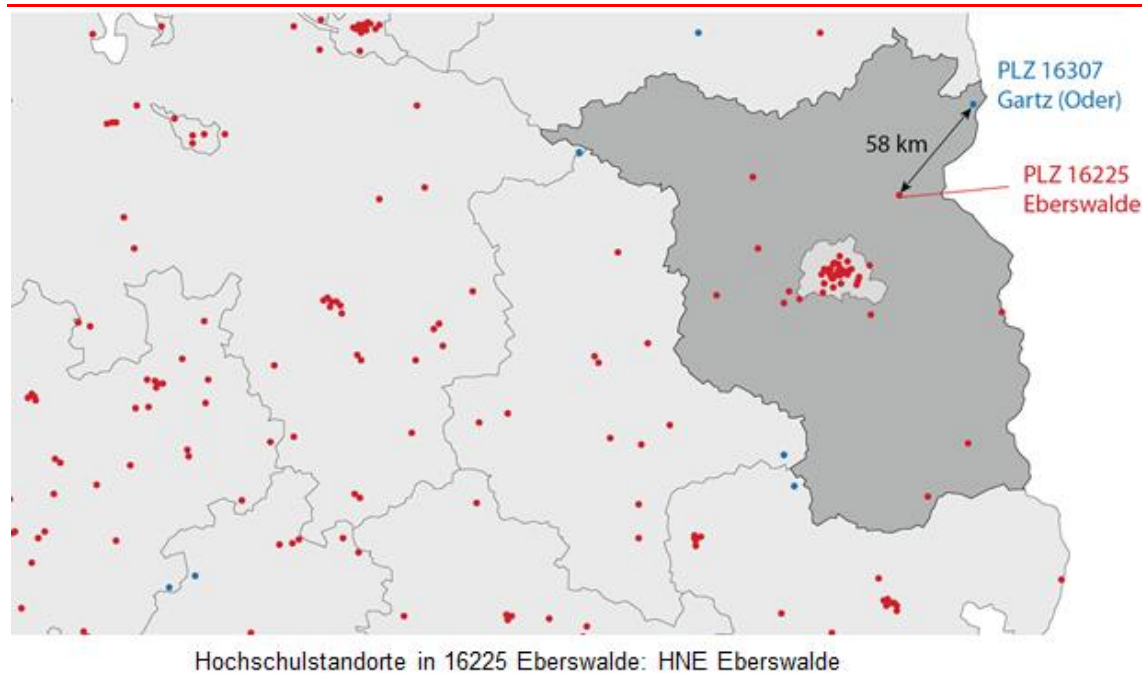 PLZ 16307
Gartz (Oder)
58 km
PLZ 16225
Eberswalde
Hochschulstandorte in 16225 Eberswalde: HNE Eberswalde